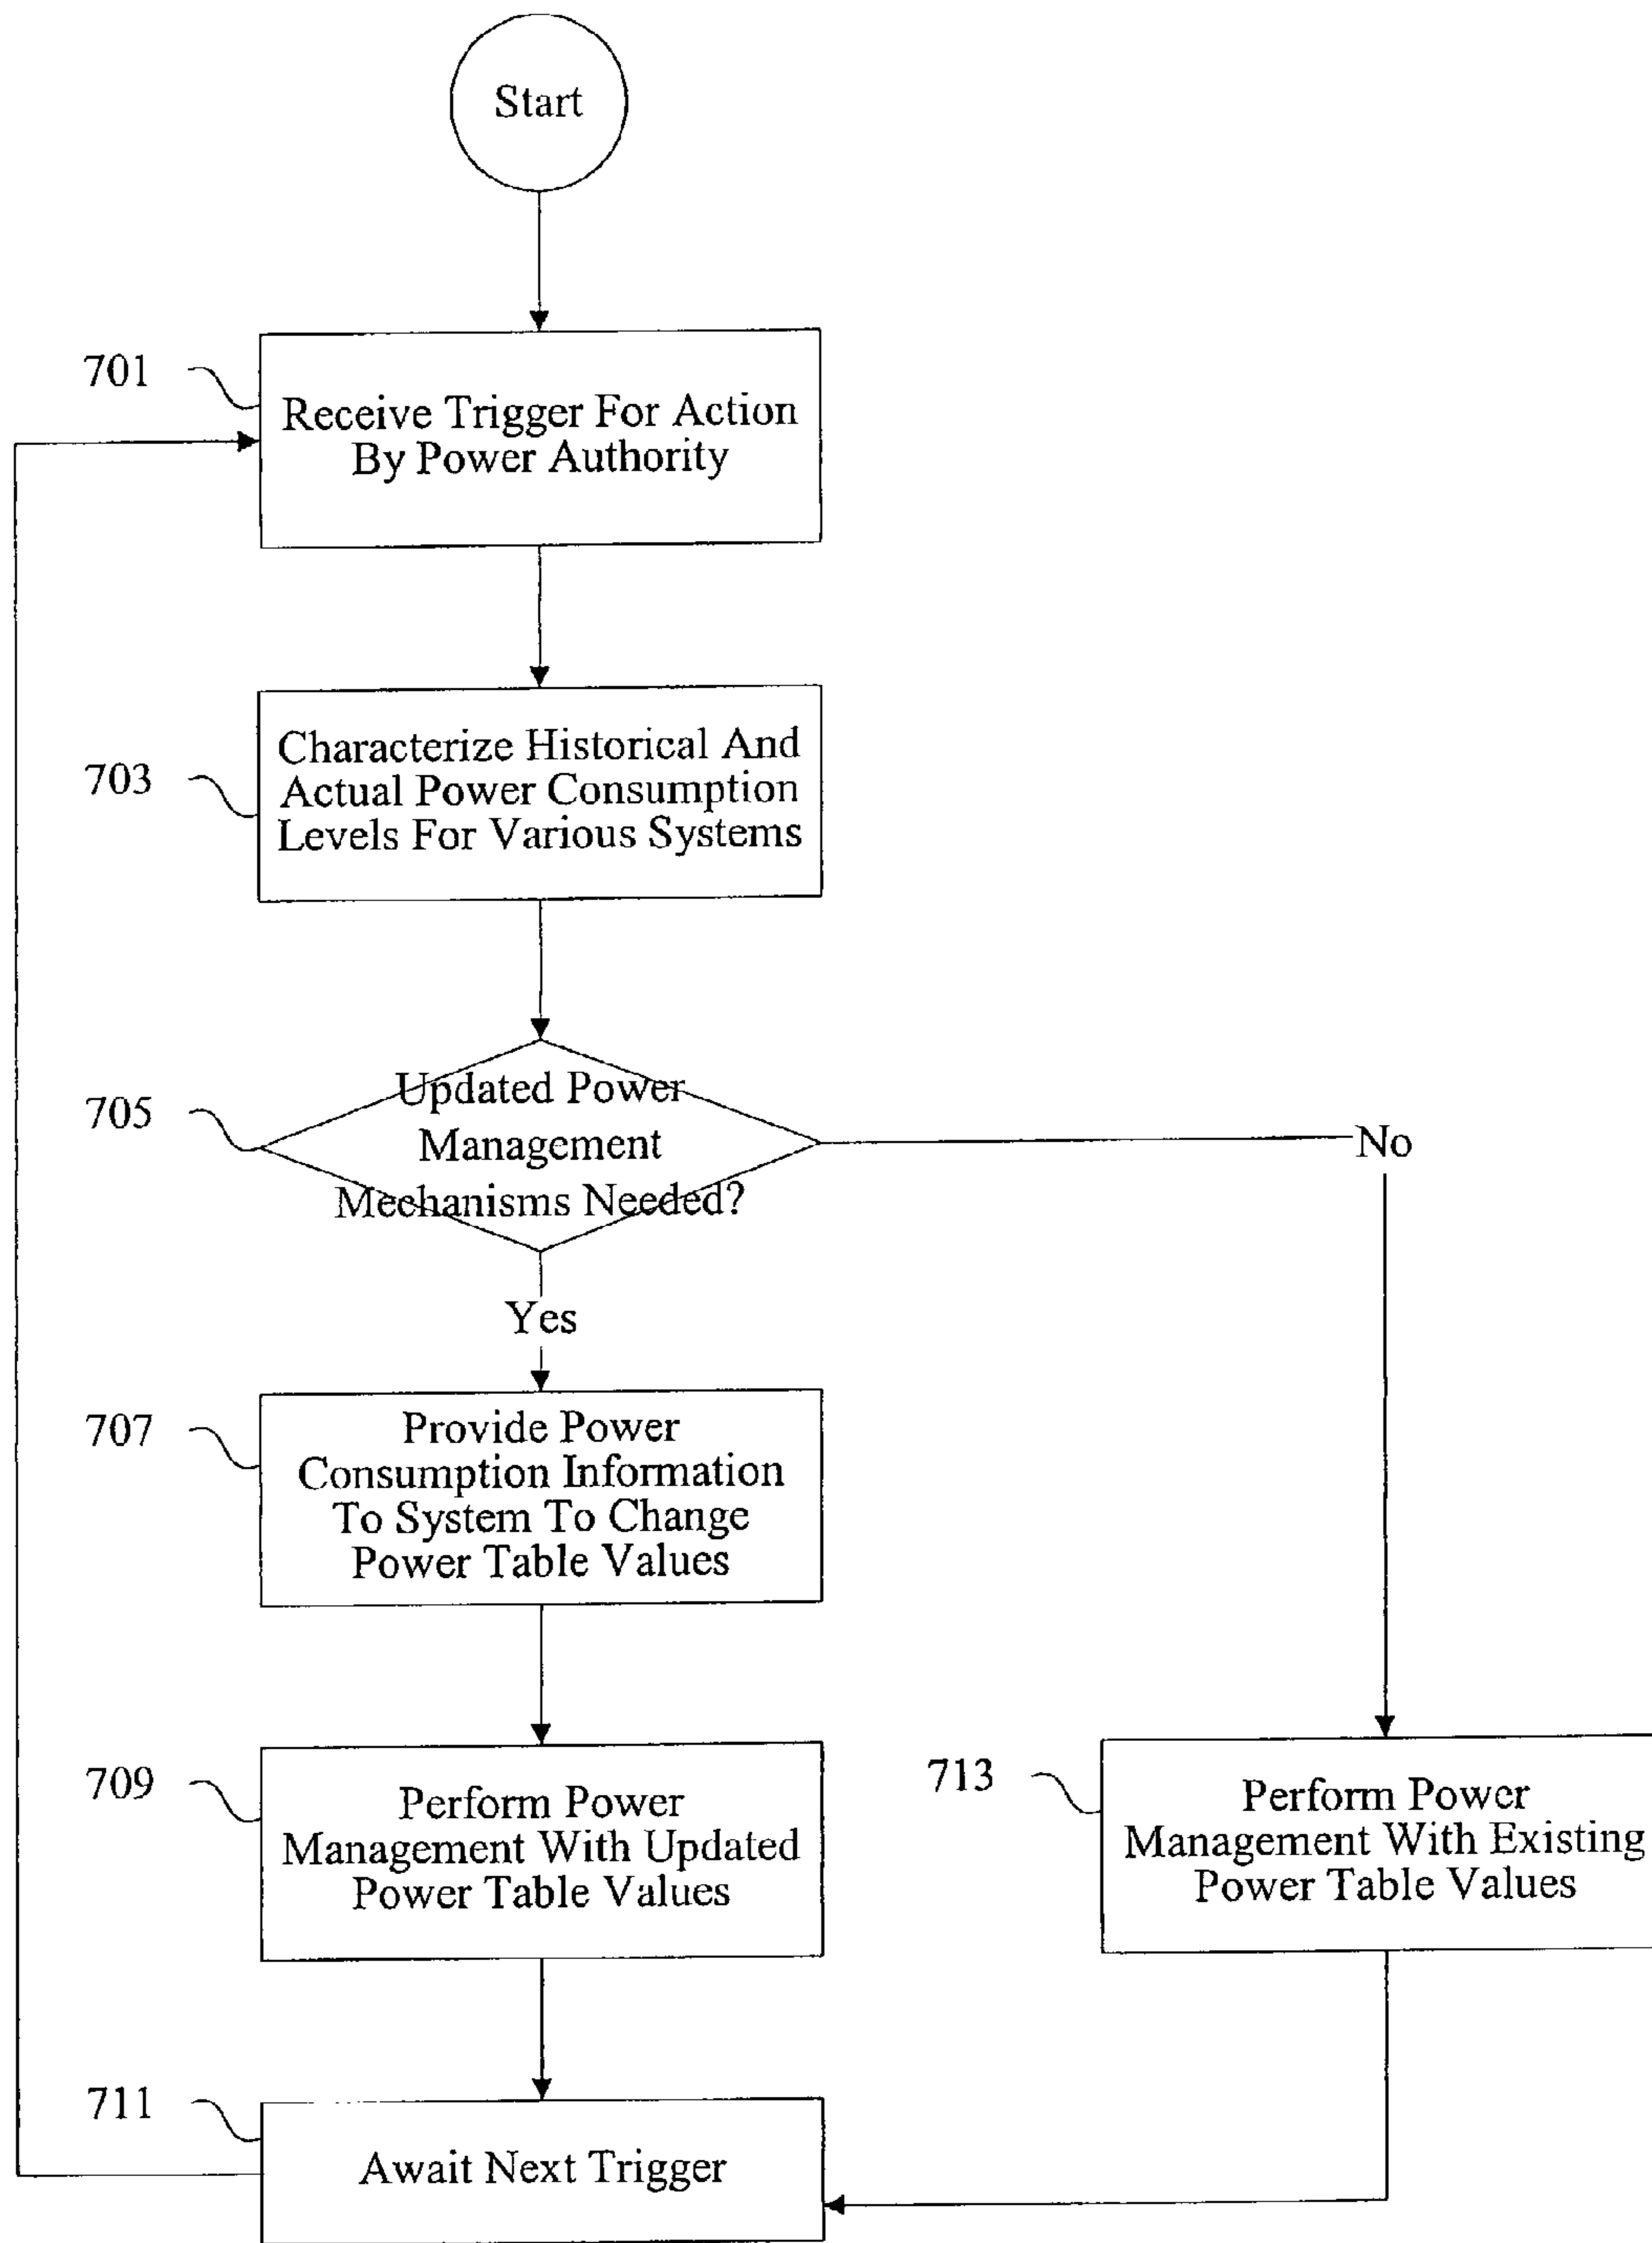 Start
701
Receive Trigger For Action
By Power Authority
703
Characterize Historical And
Actual Power Consumption
Levels For Various Systems
705
Updated Power
Management
Mechanisms Needed?
No
Yes
707
Provide Power
Consumption Information
To System To Change
Power Table Values
709
Perform Power
Management With Updated
Power Table Values
713
Perform Power
Management With Existing
Power Table Values
711
Await Next Trigger